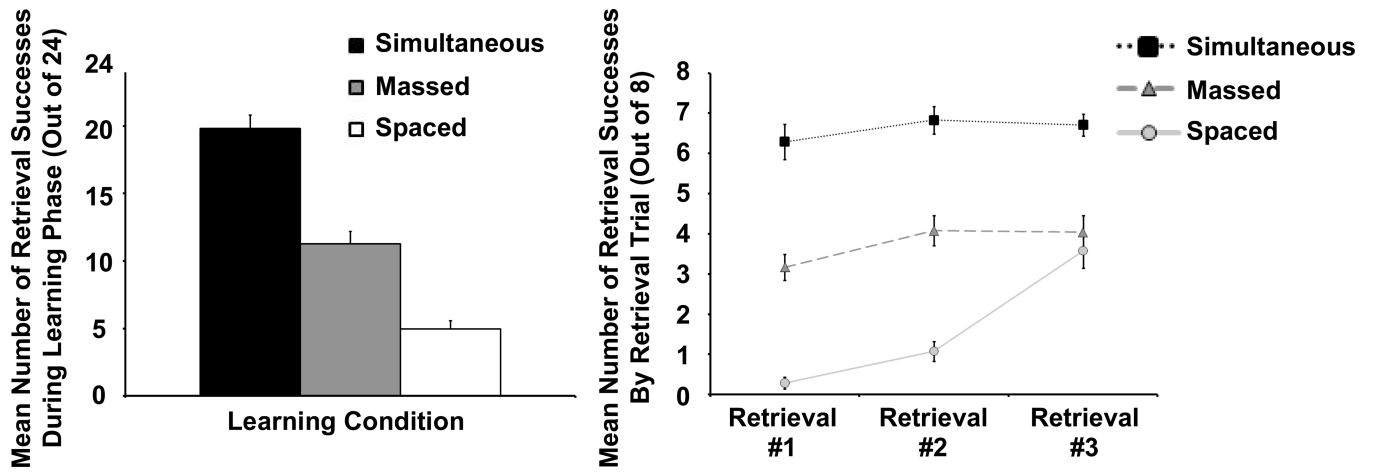 Mean Number of Retrieval Successes
During Learning Phase (Out of 24)
24
20
15
10
5
0
Simultaneous
Massed
Spaced
Learning Condition
Mean Number of Retrieval Successes
By Retrieval Trial (Out of 8)
8
7
6
5
4
3
2
1
0
Simultaneous
Massed
Spaced
Retrieval Retrieval Retrieval
#1 #2 #3